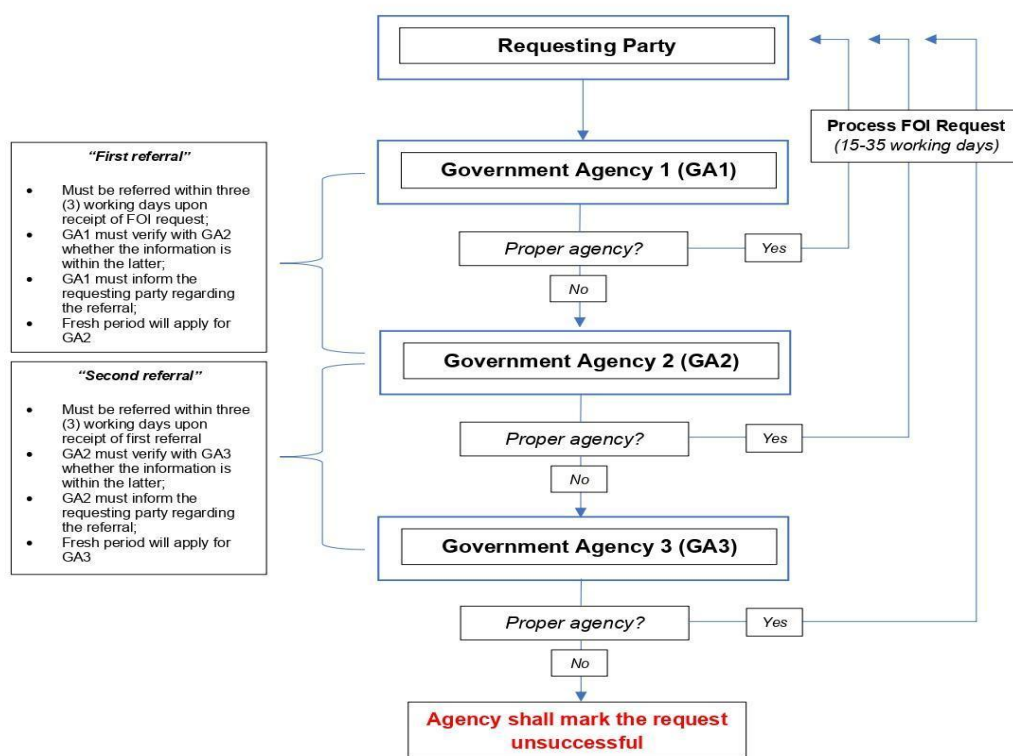 Requesting Party
Process FOI Request
(15-35 working days)
“First referral”
• Must be referred within three
(3) working days upon
receipt of FOI request;
• GA1 must verify with GA2
whether the information is
within the latter;
• GA1 must inform the
requesting party regarding
the referral;
• Fresh period will apply for
GA2
Government Agency 1 (GA1)
Proper agency?
Yes
No
Government Agency 2 (GA2)
“Second referral”
• Must be referred within three
(3) working days upon
receipt of first referral
• GA2 must verify with GA3
whether the information is
within the latter;
• GA2 must inform the
requesting party regarding
the referral;
• Fresh period will apply for
GA3
Proper agency?
Yes
No
Government Agency 3 (GA3)
Proper agency?
Yes
No
Agency shall mark the request
unsuccessful